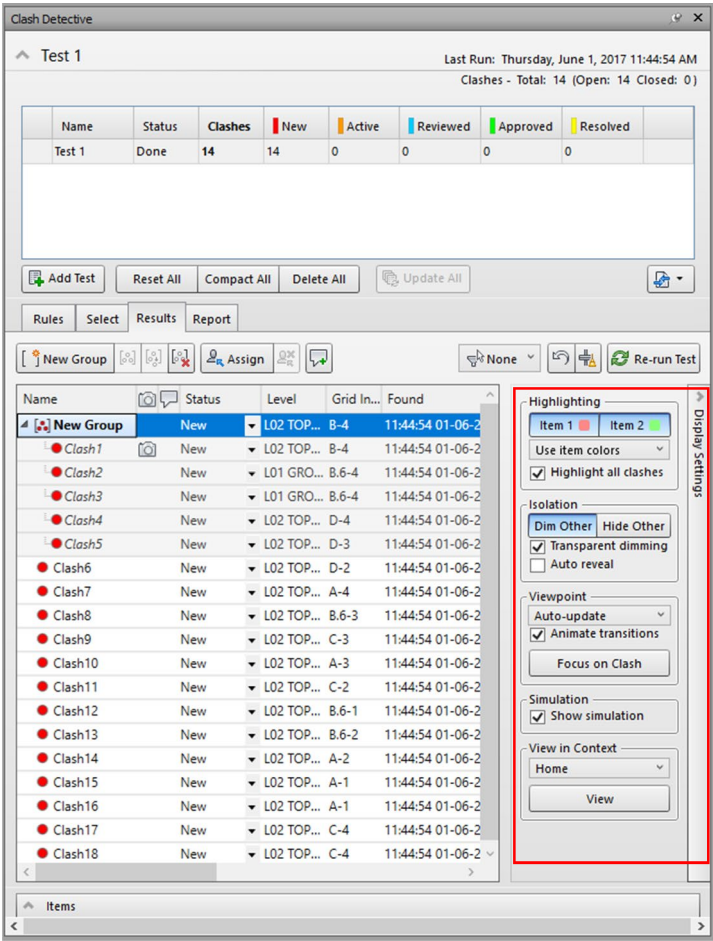 Clash Detective
Test 1
Last Run: Thursday, June 1, 2017 11:44:54 AM
Clashes - Total: 14 (Open: 14 Closed: 0)
Name Status Clashes New Active Reviewed Approved Resolved
Test 1 Done 14 14 0 0 0 0
Add Test Reset All Compact All Delete All Update All
Rules Select Results Report
New Group Assign None Re-run Test
Name Status Level Grid In... Found
New Group New L02 TOP... B-4 11:44:54 01-06-2
Clash1 New L02 TOP... B-4 11:44:54 01-06-2
Clash2 New L01 GRO... B.6-4 11:44:54 01-06-2
Clash3 New L01 GRO... B.6-4 11:44:54 01-06-2
Clash4 New L02 TOP... D-4 11:44:54 01-06-2
Clash5 New L02 TOP... D-3 11:44:54 01-06-2
Clash6 New L02 TOP... D-2 11:44:54 01-06-2
Clash7 New L02 TOP... A-4 11:44:54 01-06-2
Clash8 New L02 TOP... B.6-3 11:44:54 01-06-2
Clash9 New L02 TOP... C-3 11:44:54 01-06-2
Clash10 New L02 TOP... A-3 11:44:54 01-06-2
Clash11 New L02 TOP... C-2 11:44:54 01-06-2
Clash12 New L02 TOP... B.6-1 11:44:54 01-06-2
Clash13 New L02 TOP... B.6-2 11:44:54 01-06-2
Clash14 New L02 TOP... A-2 11:44:54 01-06-2
Clash15 New L02 TOP... A-1 11:44:54 01-06-2
Clash16 New L02 TOP... A-1 11:44:54 01-06-2
Clash17 New L02 TOP... C-4 11:44:54 01-06-2
Clash18 New L02 TOP... C-4 11:44:54 01-06-2
Highlighting
Item 1 Item 2
Use item colors
Highlight all clashes
Isolation
Dim Other Hide Other
Transparent dimming
Auto reveal
Viewpoint
Auto-update
Animate transitions
Focus on Clash
Simulation
Show simulation
View in Context
Home
View
Display Settings
Items